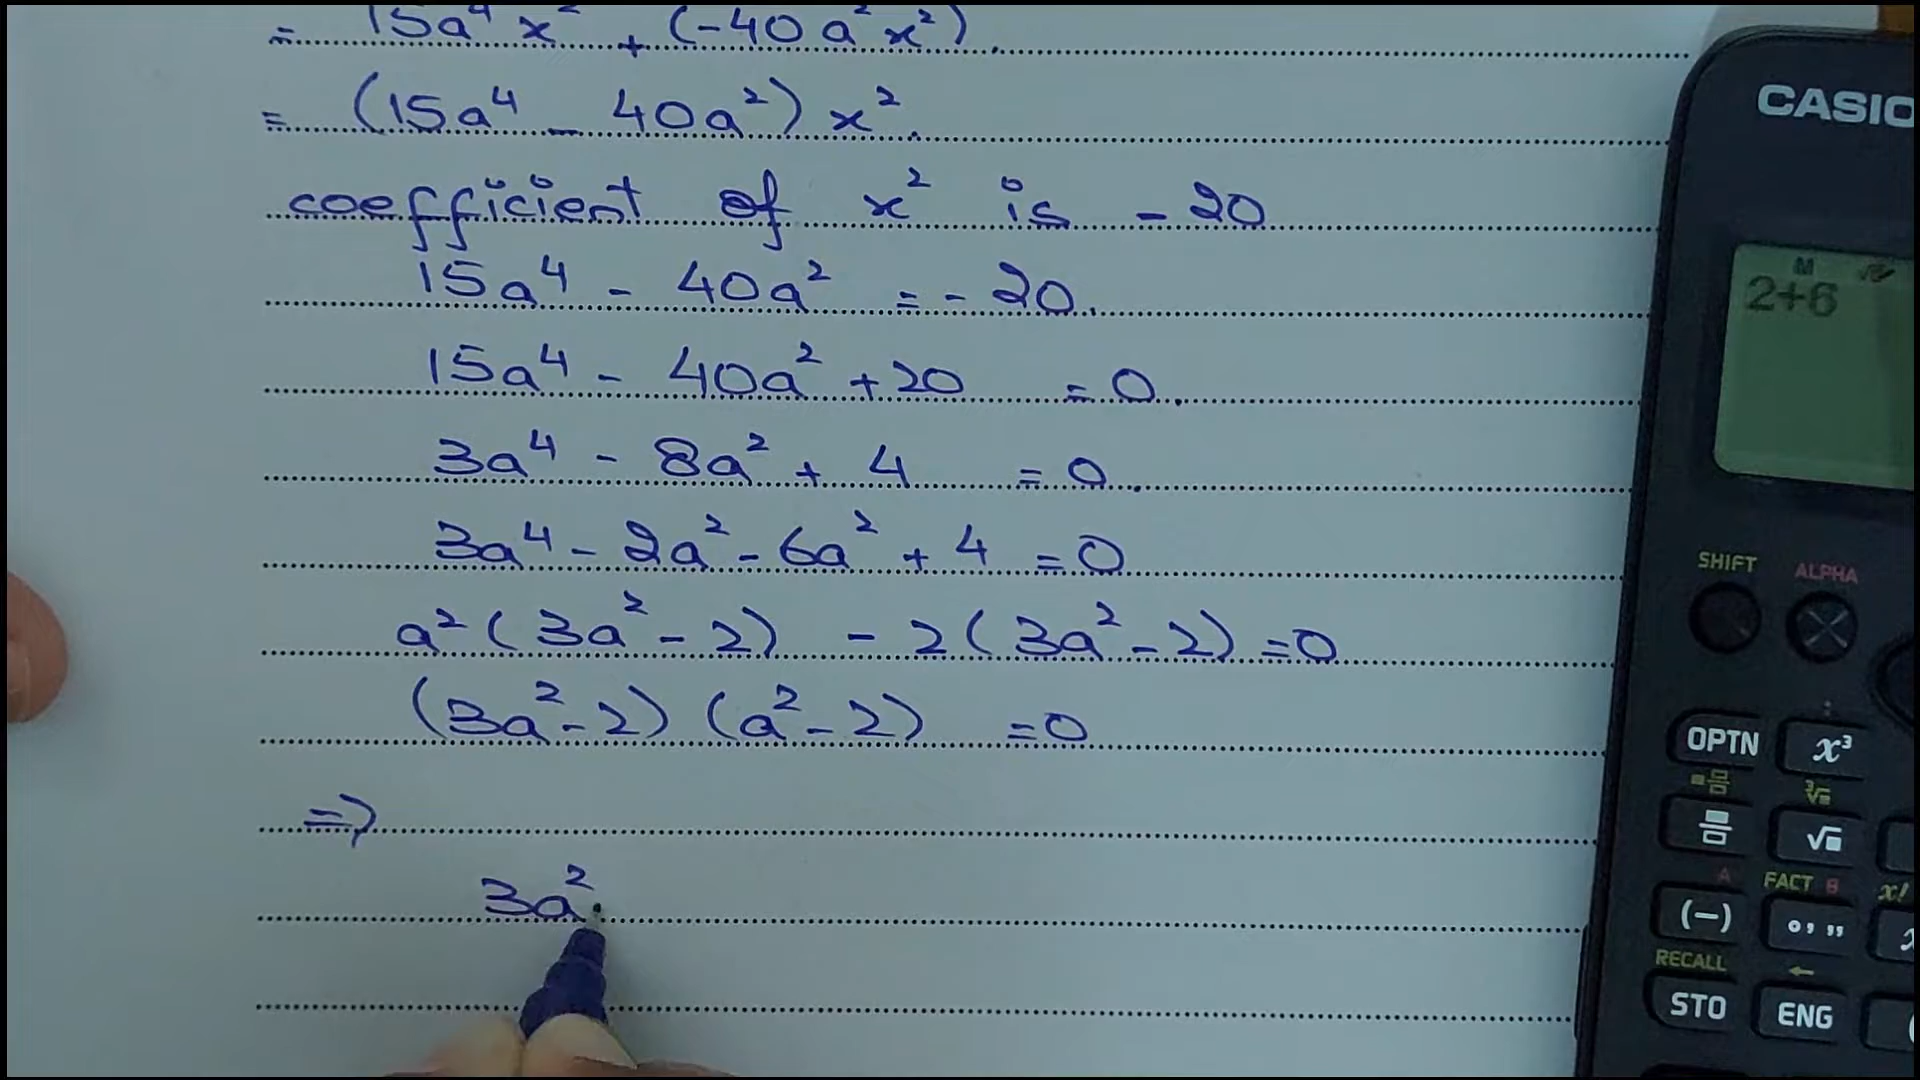 = 15a⁴x² + (-40a²x²).
= (15a⁴ - 40a²)x².
coefficient of x² is -20
15a⁴ - 40a² = -20.
15a⁴ - 40a² + 20 = 0.
3a⁴ - 8a² + 4 = 0.
3a⁴ - 2a² - 6a² + 4 = 0
a²(3a² - 2) - 2(3a² - 2) = 0
(3a² - 2)(a² - 2) = 0
⇒
3a²
CASIO
M
2+6
SHIFT ALPHA
OPTN x³
√
FACT B
A x!
(-) ° ’ ”
RECALL ←
STO ENG